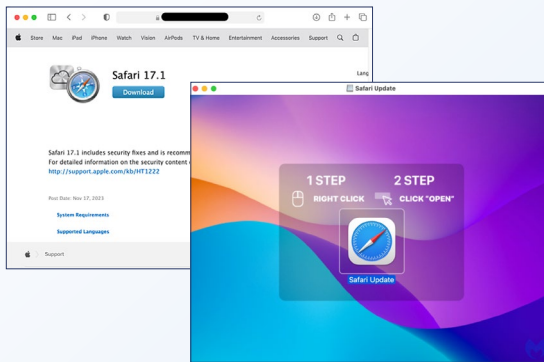 Store Mac iPad iPhone Watch Vision AirPods TV & Home Entertainment Accessories Support
Safari 17.1
Download
Lang
Safari 17.1 includes security fixes and is recomm
For detailed information on the security content o
http://support.apple.com/kb/HT1222
Post Date: Nov 17, 2023
System Requirements
Supported Languages
Support
Safari Update
1 STEP 2 STEP
RIGHT CLICK CLICK "OPEN"
Safari Update